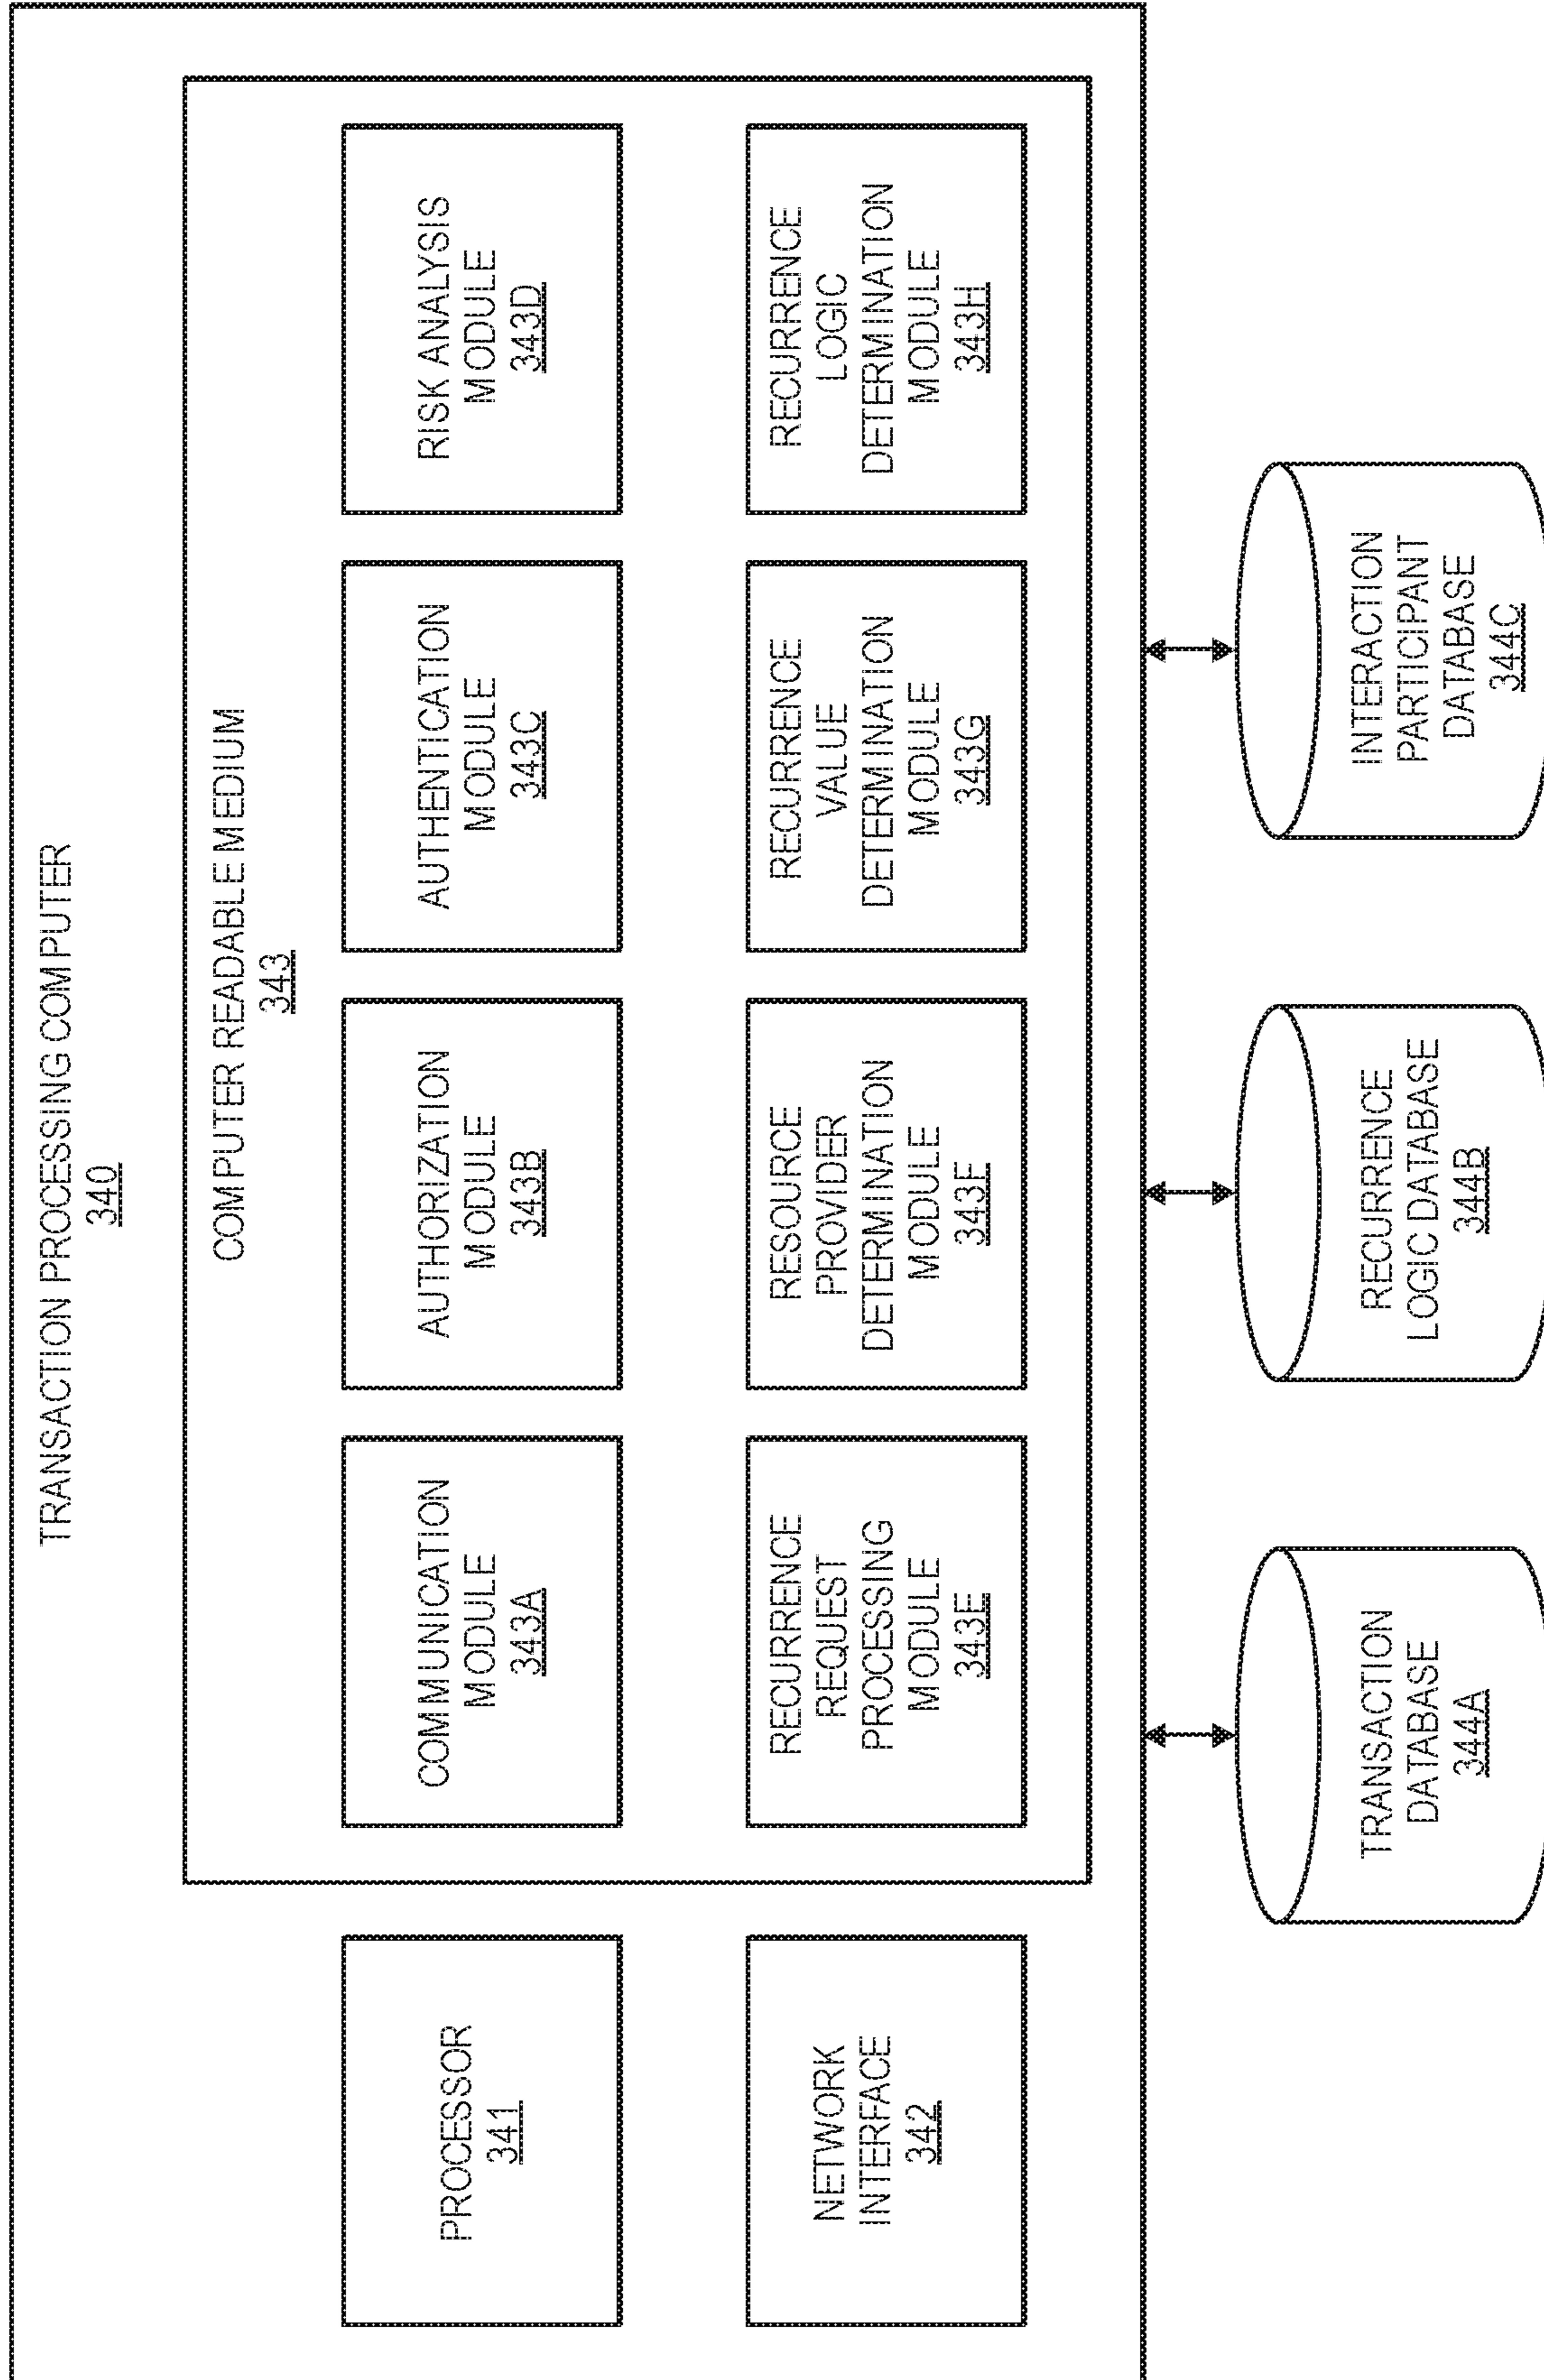 TRANSACTION PROCESSING COMPUTER
340
COMPUTER READABLE MEDIUM
343
PROCESSOR
341
COMMUNICATION
MODULE
343A
AUTHORIZATION
MODULE
343B
AUTHENTICATION
MODULE
343C
RISK ANALYSIS
MODULE
343D
NETWORK
INTERFACE
342
RECURRENCE
REQUEST
PROCESSING
MODULE
343E
RESOURCE
PROVIDER
DETERMINATION
MODULE
343F
RECURRENCE
VALUE
DETERMINATION
MODULE
343G
RECURRENCE
LOGIC
DETERMINATION
MODULE
343H
TRANSACTION
DATABASE
344A
RECURRENCE
LOGIC DATABASE
344B
INTERACTION
PARTICIPANT
DATABASE
344C